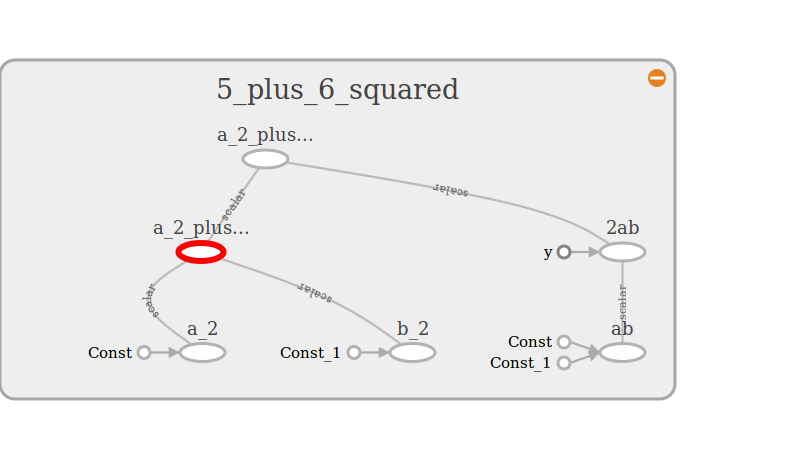 5_plus_6_squared
a_2_plus...
scalar
scalar
a_2_plus...
2ab
y
scalar
scalar
scalar
a_2
b_2
ab
Const
Const_1
Const
Const_1